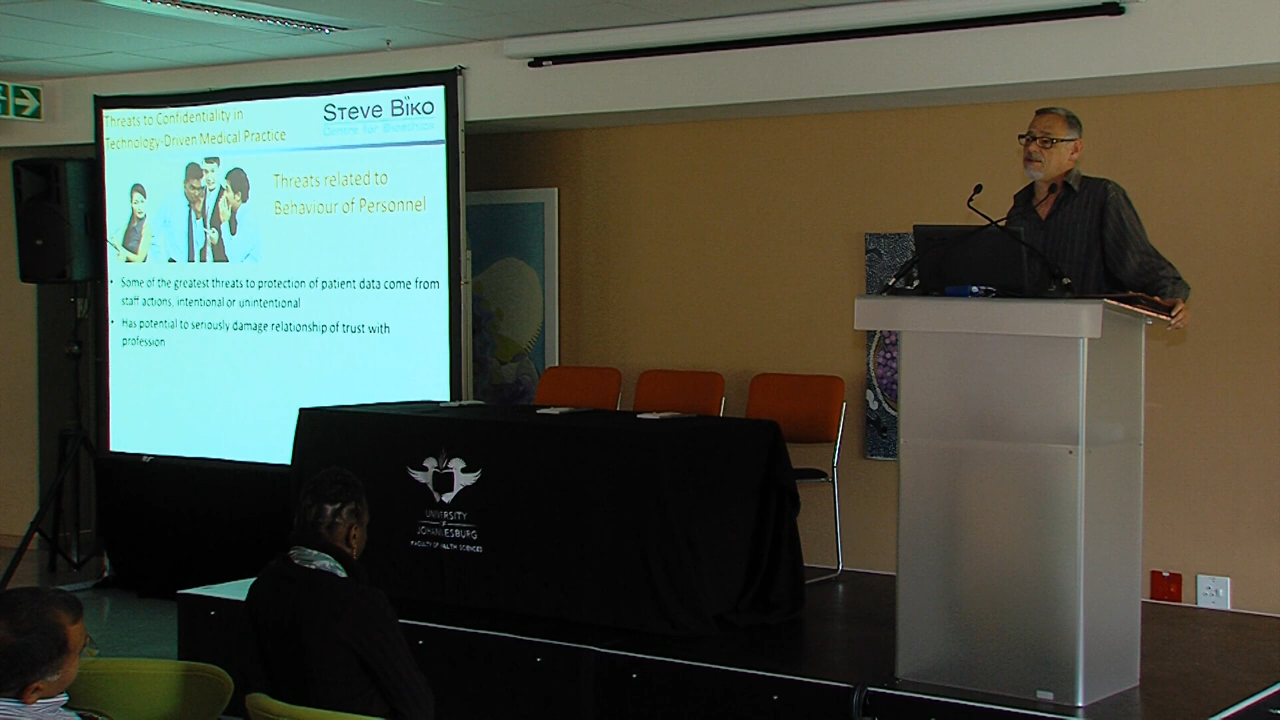 Threats to Confidentiality in
Technology-Driven Medical Practice
Steve Biko
Centre for Bioethics
Threats related to
Behaviour of Personnel
• Some of the greatest threats to protection of patient data come from
staff actions, intentional or unintentional
• Has potential to seriously damage relationship of trust with
profession
UNIVERSITY
OF
JOHANNESBURG
FACULTY OF HEALTH SCIENCES